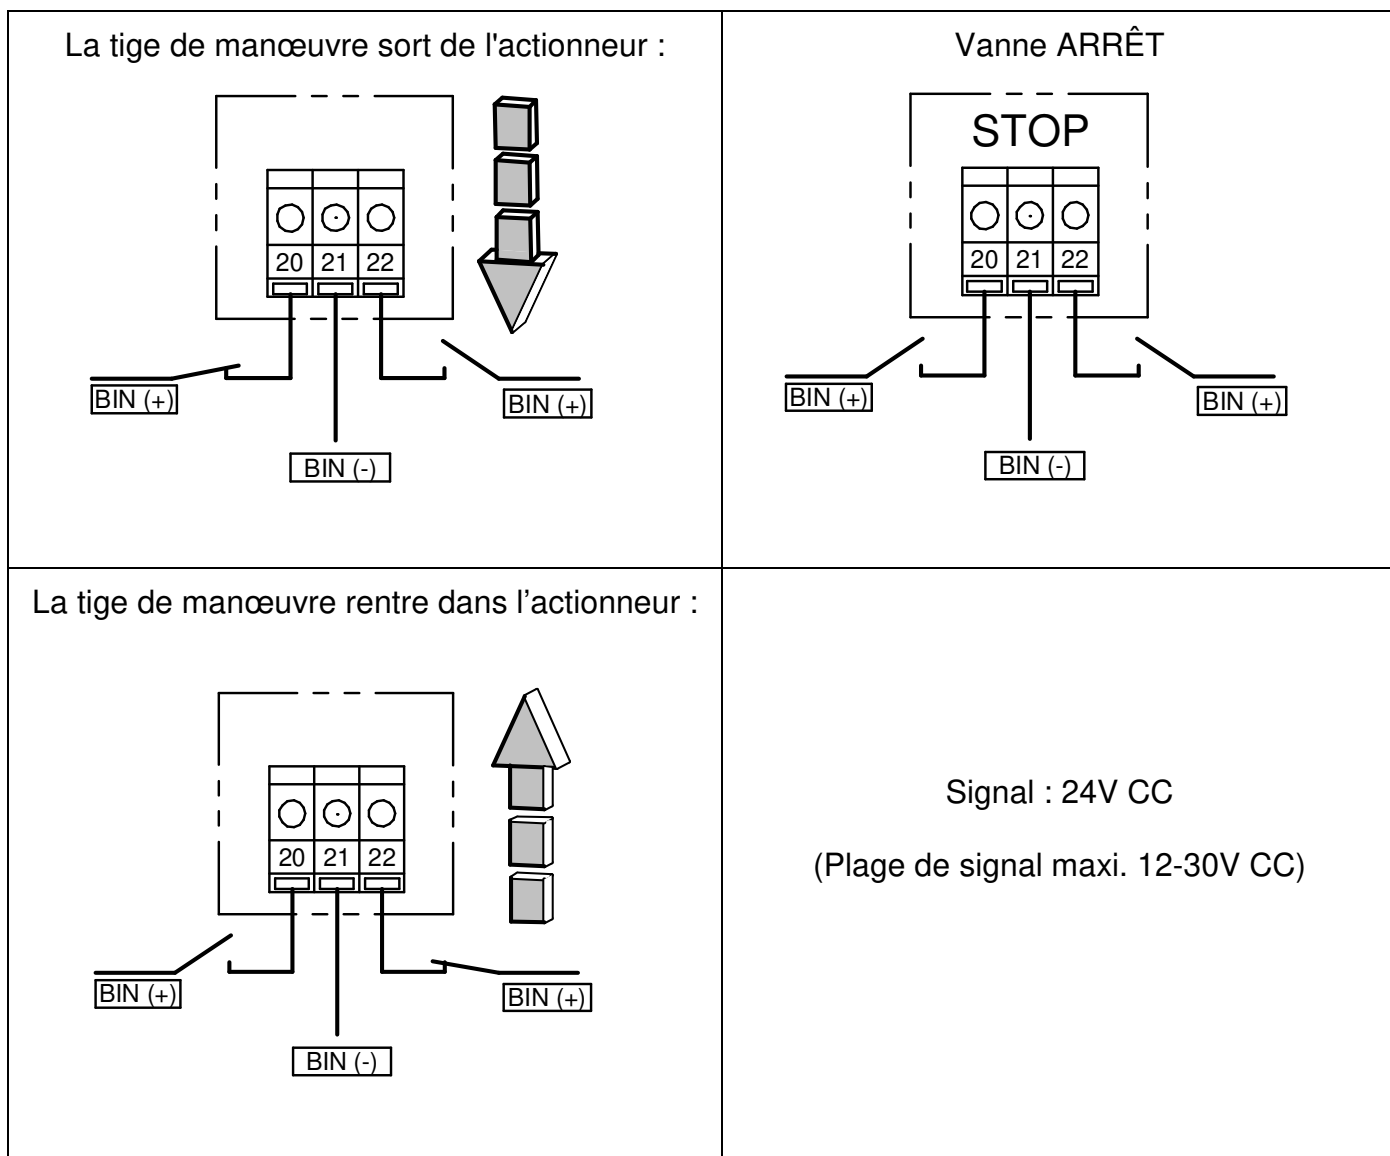 La tige de manœuvre sort de l'actionneur :
20 21 22
BIN (+)
BIN (+)
BIN (-)
Vanne ARRÊT
STOP
20 21 22
BIN (+)
BIN (+)
BIN (-)
La tige de manœuvre rentre dans l’actionneur :
20 21 22
BIN (+)
BIN (+)
BIN (-)
Signal : 24V CC
(Plage de signal maxi. 12-30V CC)